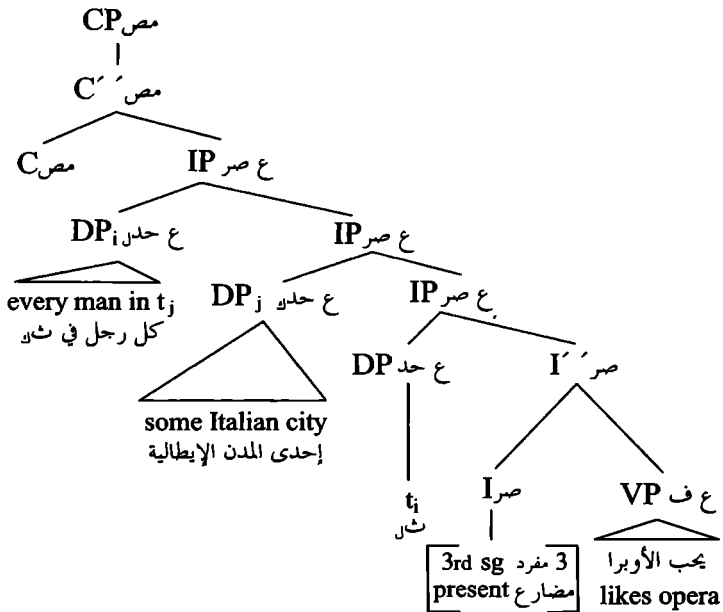 CP مص
C´´ مص
C مص IP ع صر
DPi ع حدل IP ع صر
every man in tj DPj ع حدك IP ع صر
كل رجل في ثك DP ع حد I´´ صر
some Italian city
إحدى المدن الإيطالية
ti I صر VP ع ف
ثل
3rd sg 3 مفرد يحب الأوبرا
present مضارع likes opera